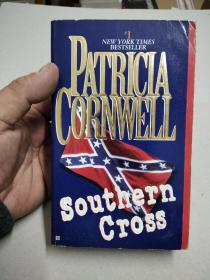 #1
NEW YORK TIMES
BESTSELLER
PATRICIA
CORNWELL
Southern
Cross